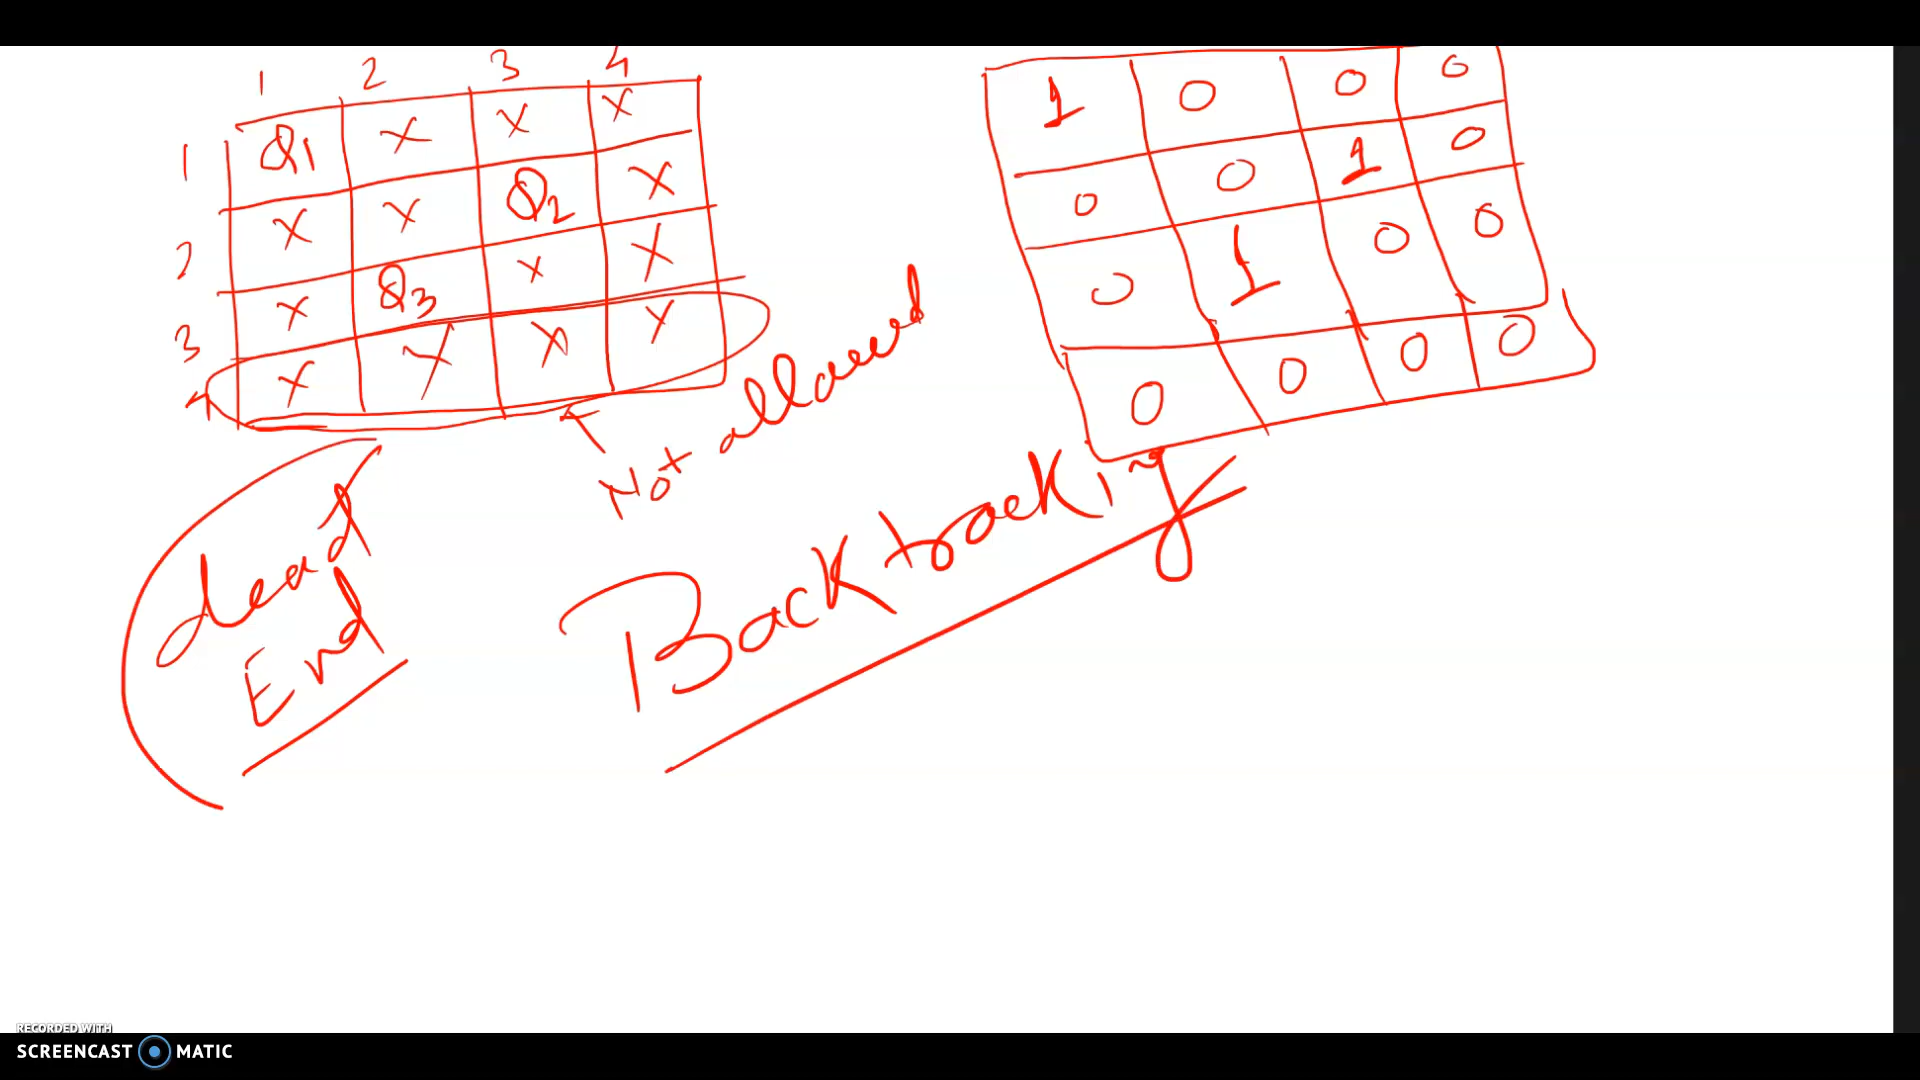 1 2 3 4
1 Q1 X X X
2 X X Q2 X
3 X Q3 X X
4 X X X X
1 0 0 0
0 0 1 0
0 1 0 0
0 0 0 0
Not allowed
dead
End
Backtracking
RECORDED WITH
SCREENCAST MATIC